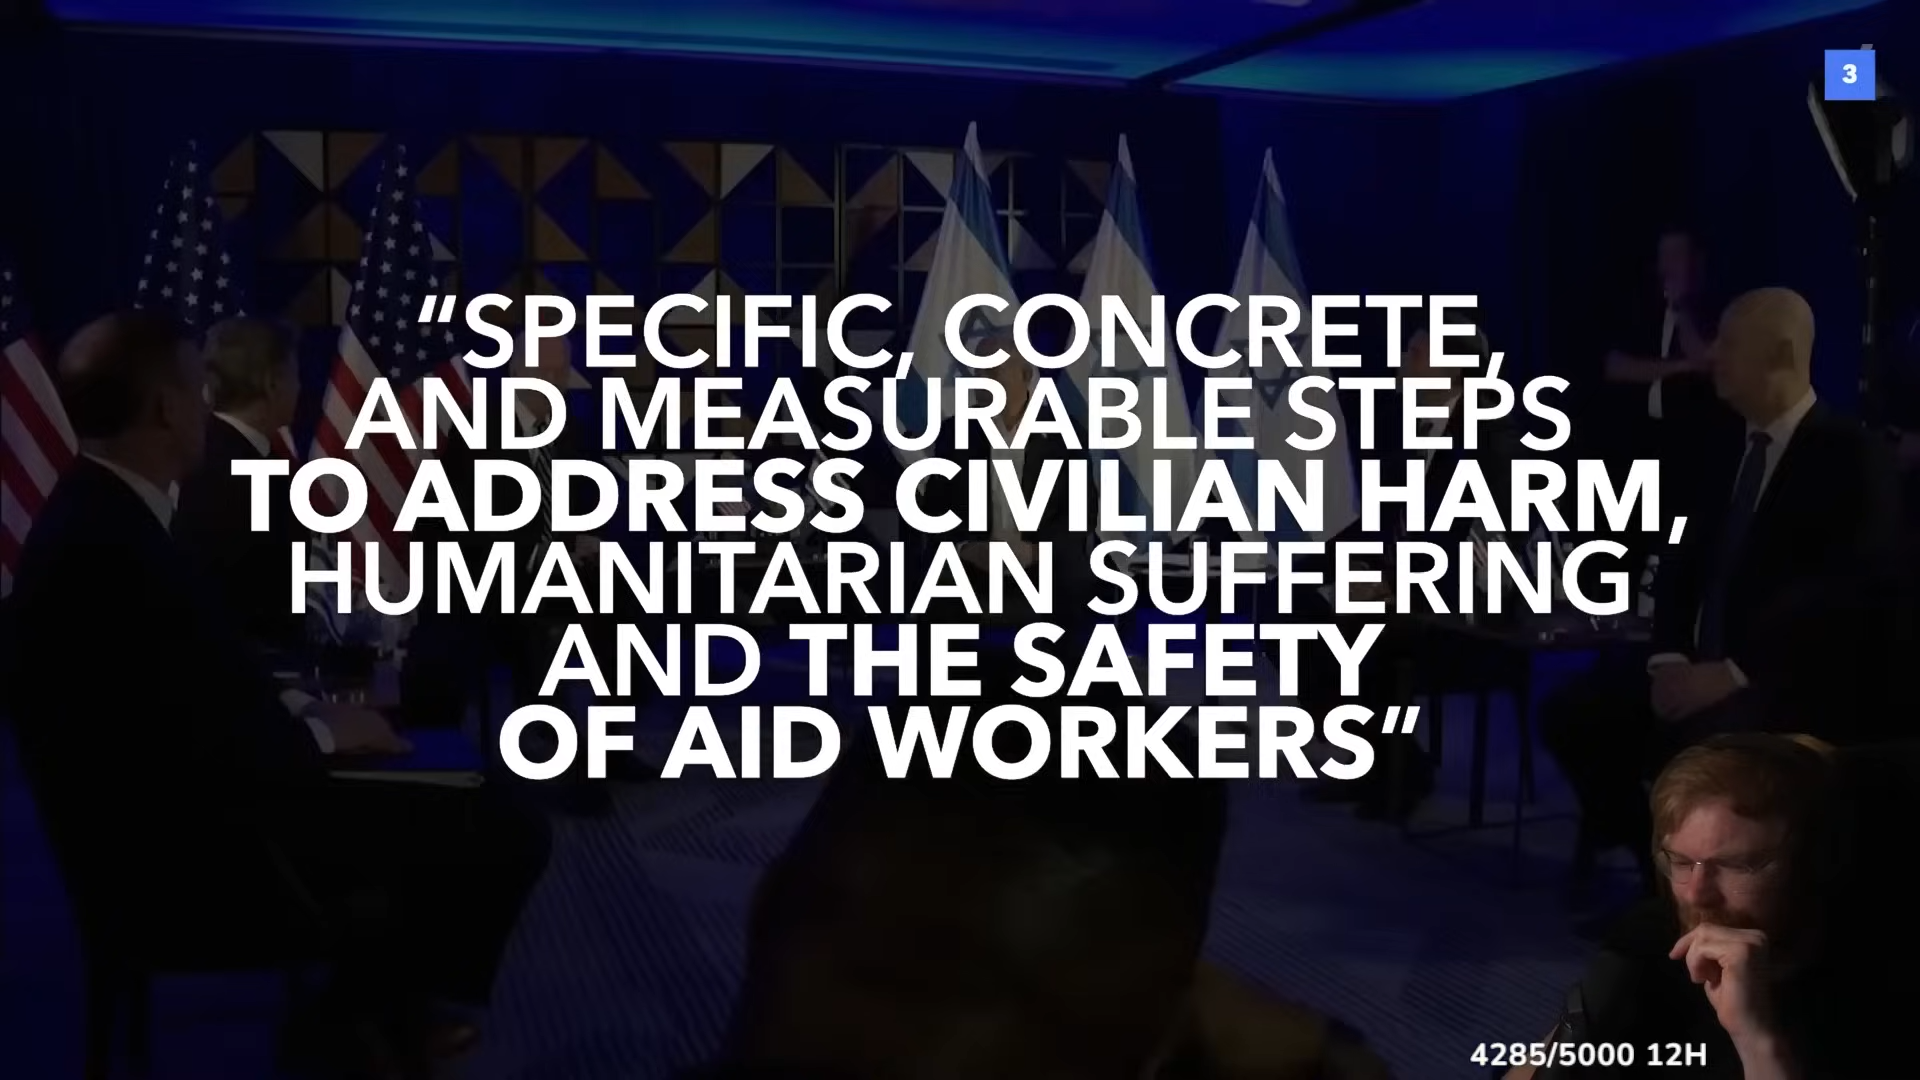 3
“SPECIFIC, CONCRETE,
AND MEASURABLE STEPS
TO ADDRESS CIVILIAN HARM,
HUMANITARIAN SUFFERING
AND THE SAFETY
OF AID WORKERS”
4285/5000 12H